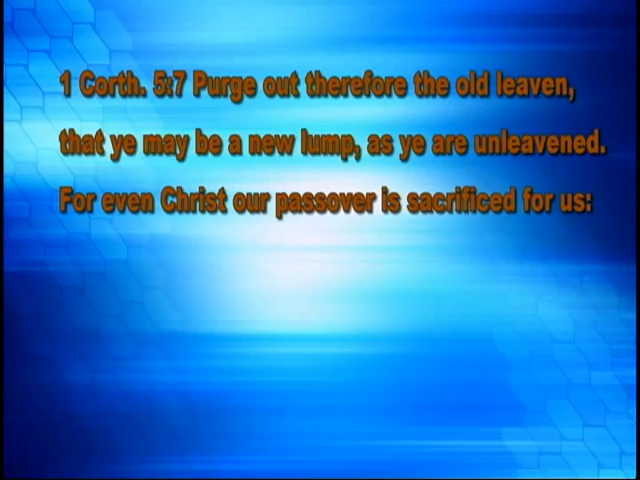 1 Corth. 5:7 Purge out therefore the old leaven,
that ye may be a new lump, as ye are unleavened.
For even Christ our passover is sacrificed for us: